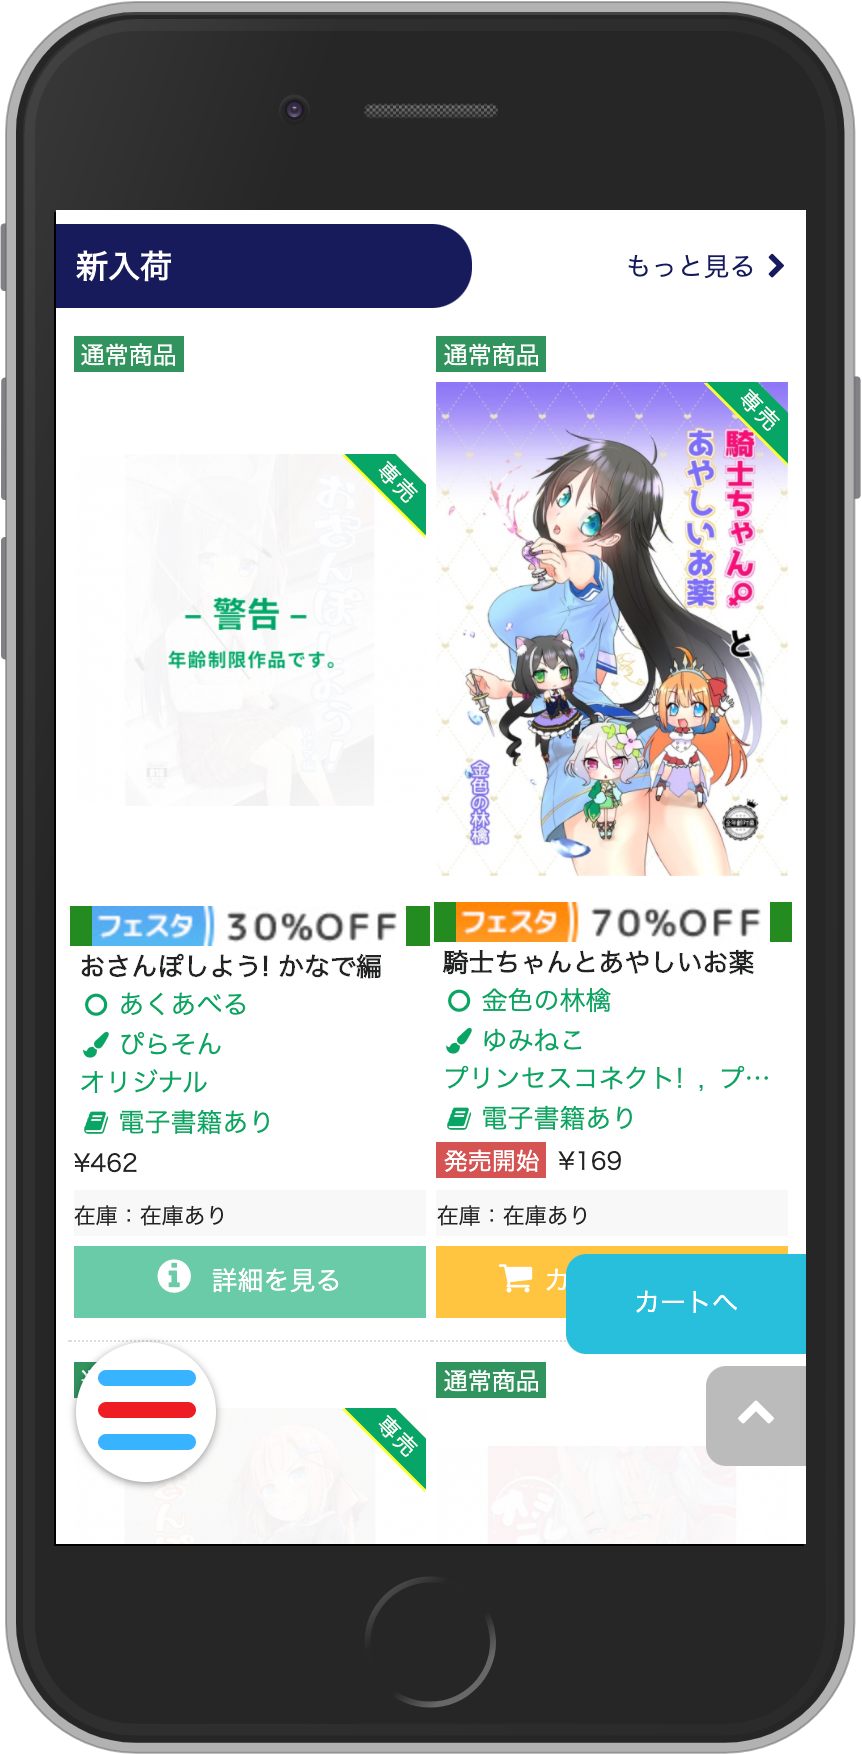 新入荷
もっと見る
通常商品
専売
– 警告 –
年齢制限作品です。
フェスタ 30%OFF
おさんぽしよう! かなで編
あくあべる
ぴらそん
オリジナル
電子書籍あり
¥462
在庫：在庫あり
詳細を見る
通常商品
専売
騎士ちゃん
と
あやしいお薬
金色の林檎
全年齢対象
フェスタ 70%OFF
騎士ちゃんとあやしいお薬
金色の林檎
ゆみねこ
プリンセスコネクト!，プ…
電子書籍あり
発売開始 ¥169
在庫：在庫あり
カートへ
専売
通常商品